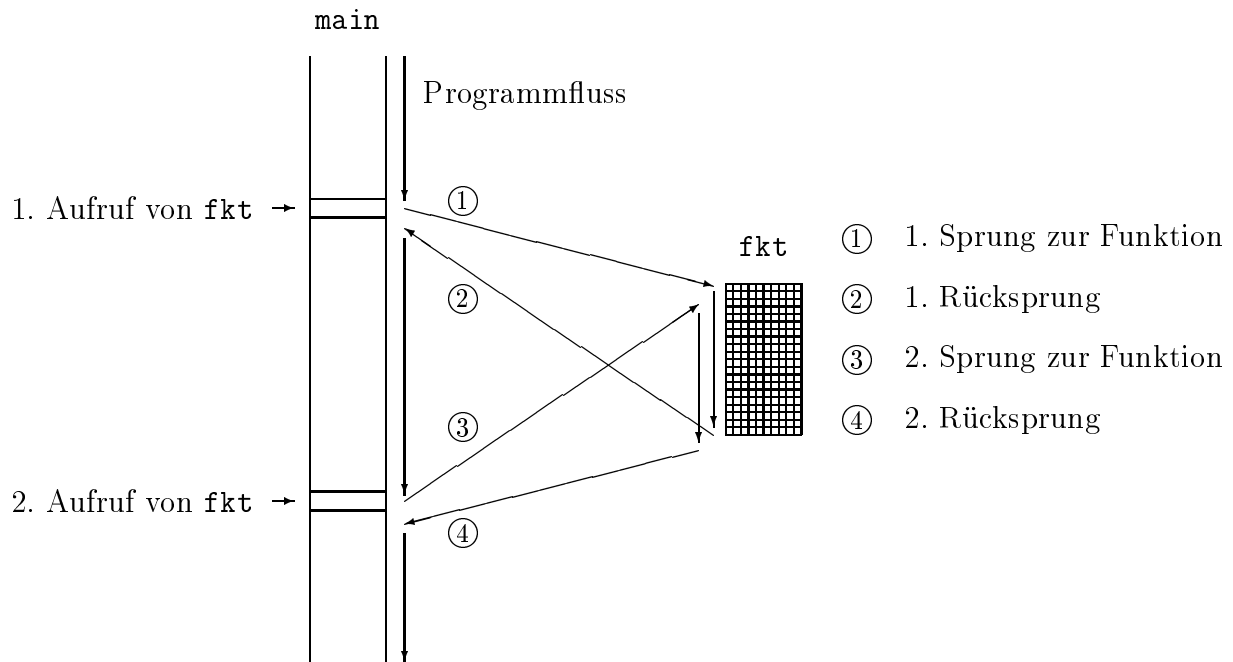 main
Programmfluss
1. Aufruf von fkt
①
fkt
① 1. Sprung zur Funktion
② 1. Rücksprung
②
③ 2. Sprung zur Funktion
④ 2. Rücksprung
③
2. Aufruf von fkt
④